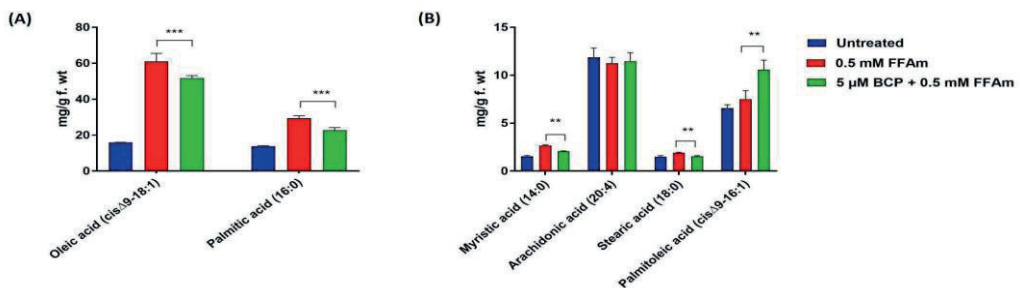 (A)
80
60
40
20
0
mg/g f. wt
***
***
Oleic acid (cisΔ9-18:1)
Palmitic acid (16:0)
(B)
15
10
5
0
mg/g f. wt
**
**
**
Myristic acid (14:0)
Arachidonic acid (20:4)
Stearic acid (18:0)
Palmitoleic acid (cisΔ9-16:1)
Untreated
0.5 mM FFAm
5 µM BCP + 0.5 mM FFAm